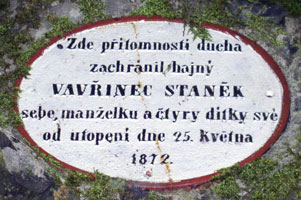 Zde přítomností ducha
zachránil hajný
VAVŘINEC STANĚK
sebe manželku a čtyry dítky své
od utopení dne 25. Května
1872.